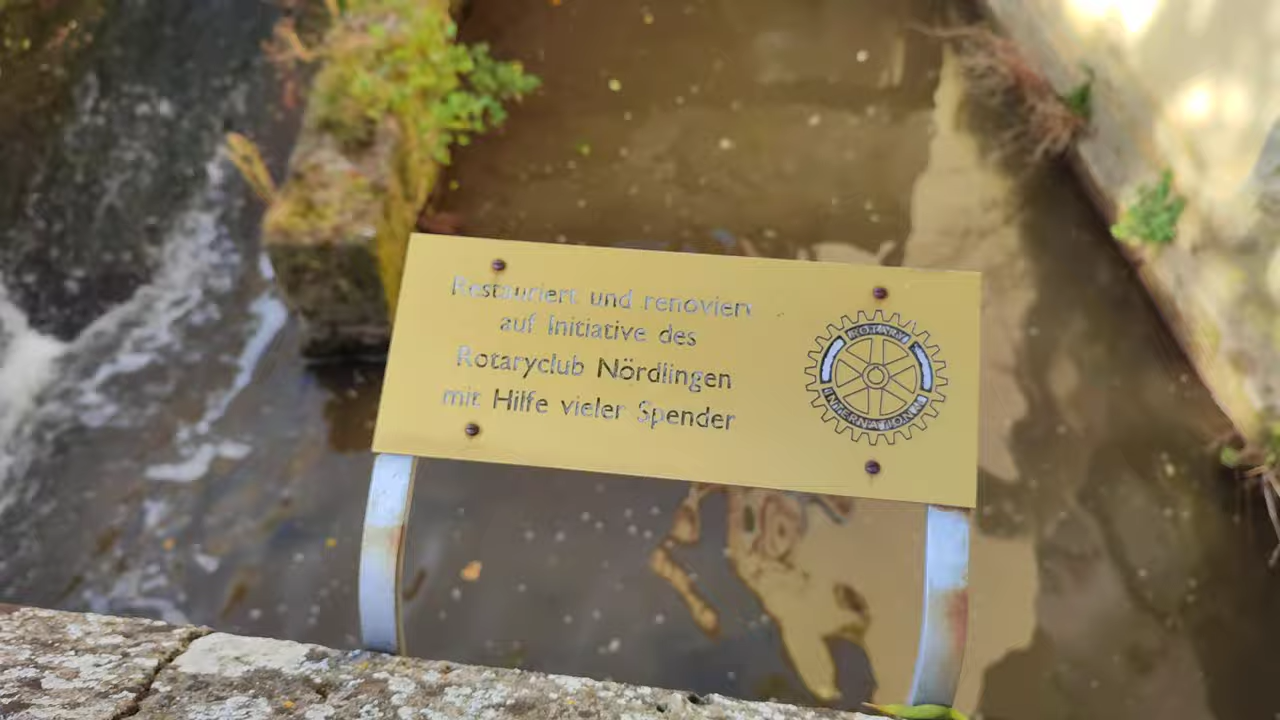 Restauriert und renoviert
auf Initiative des
Rotaryclub Nördlingen
mit Hilfe vieler Spender
ROTARY
INTERNATIONAL